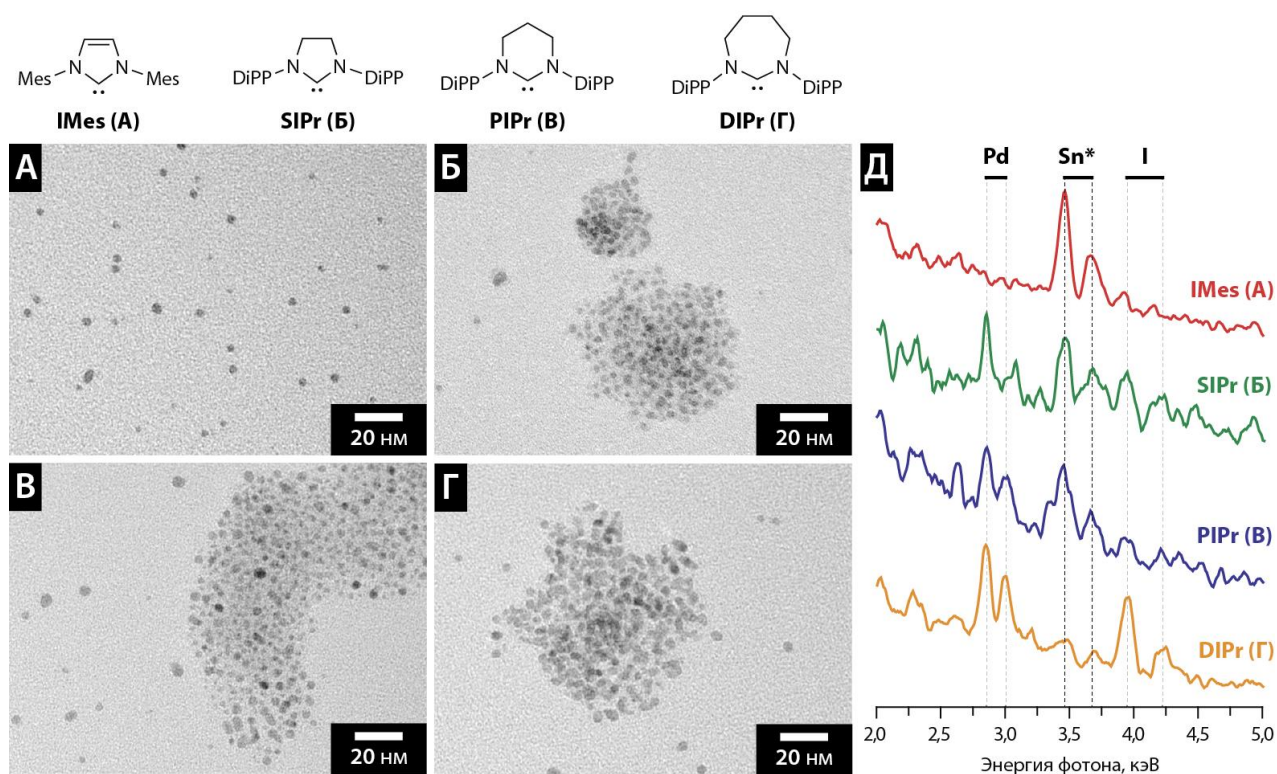 N N
Mes Mes
IMes (А)
N N
DiPP DiPP
SIPr (Б)
N N
DiPP DiPP
PIPr (В)
N N
DiPP DiPP
DIPr (Г)
А
20 нм
Б
20 нм
В
20 нм
Г
20 нм
Д
Pd Sn* I
IMes (А)
SIPr (Б)
PIPr (В)
DIPr (Г)
2,0 2,5 3,0 3,5 4,0 4,5 5,0
Энергия фотона, кэВ